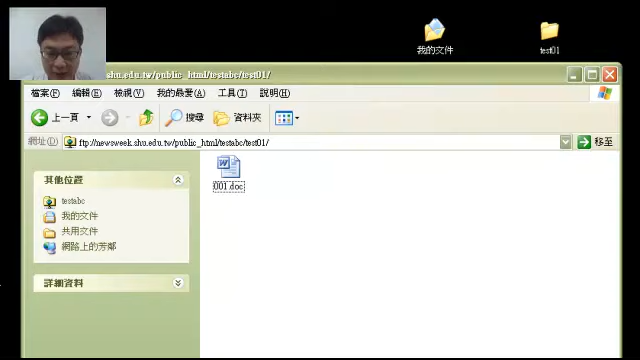 我的文件
test01
shu.edu.tw/public_html/testabc/test01/
檔案(F) 編輯(E) 檢視(V) 我的最愛(A) 工具(T) 說明(H)
上一頁 搜尋 資料夾
網址(D) ftp://newsweek.shu.edu.tw/public_html/testabc/test01/ 移至
其他位置
testabc
我的文件
共用文件
網路上的芳鄰
詳細資料
001.doc